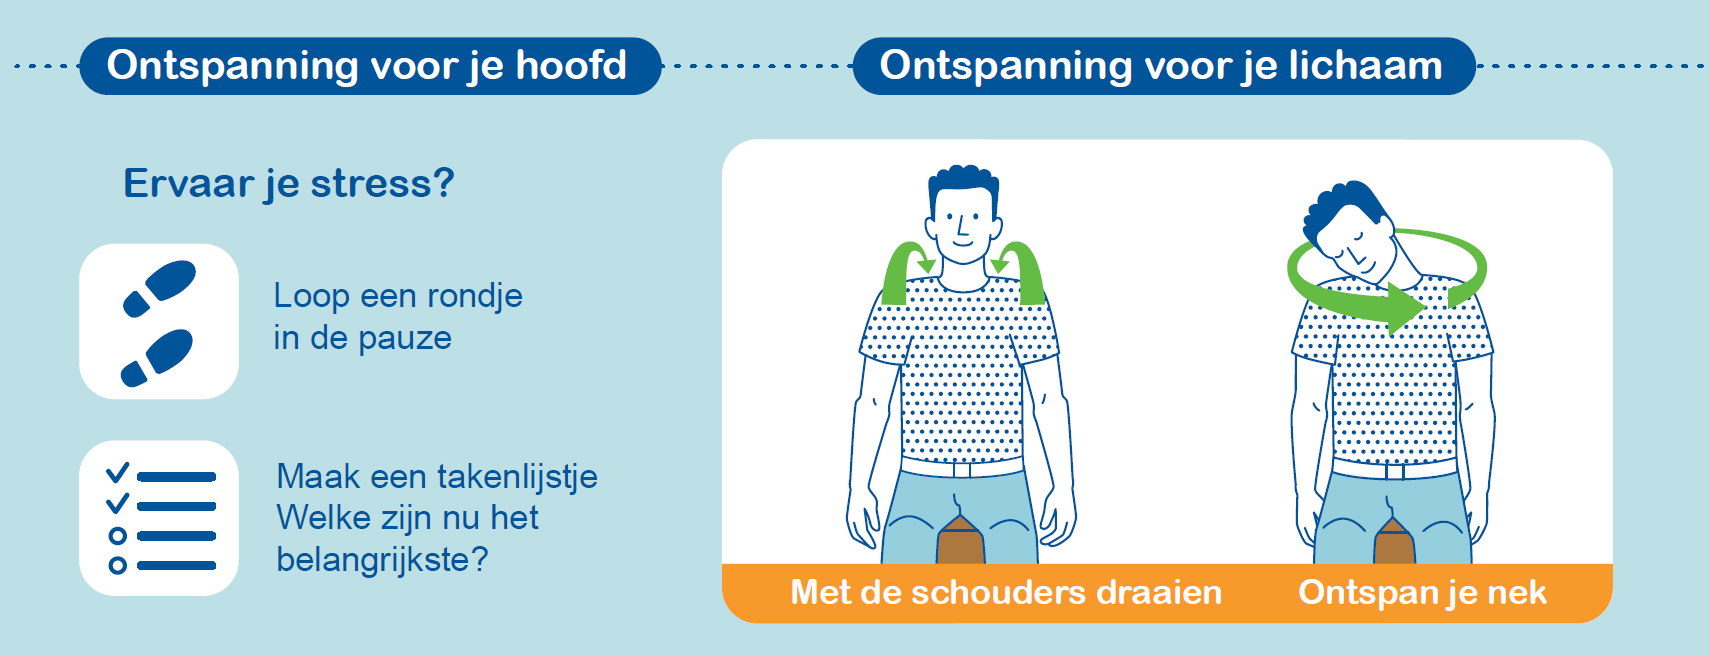 Ontspanning voor je hoofd
Ervaar je stress?
Loop een rondje
in de pauze
Maak een takenlijstje
Welke zijn nu het
belangrijkste?
Ontspanning voor je lichaam
Met de schouders draaien
Ontspan je nek